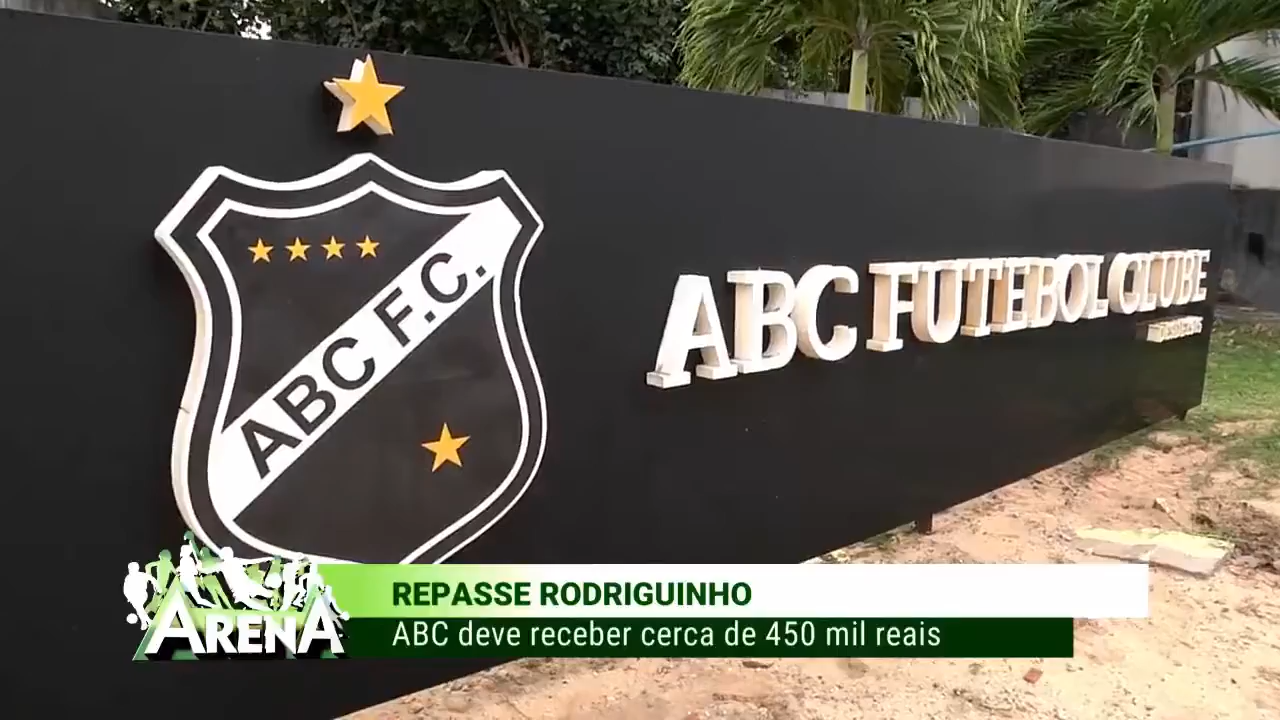 ABC F.C.
ABC FUTEBOL CLUBE
ARENA
REPASSE RODRIGUINHO
ABC deve receber cerca de 450 mil reais